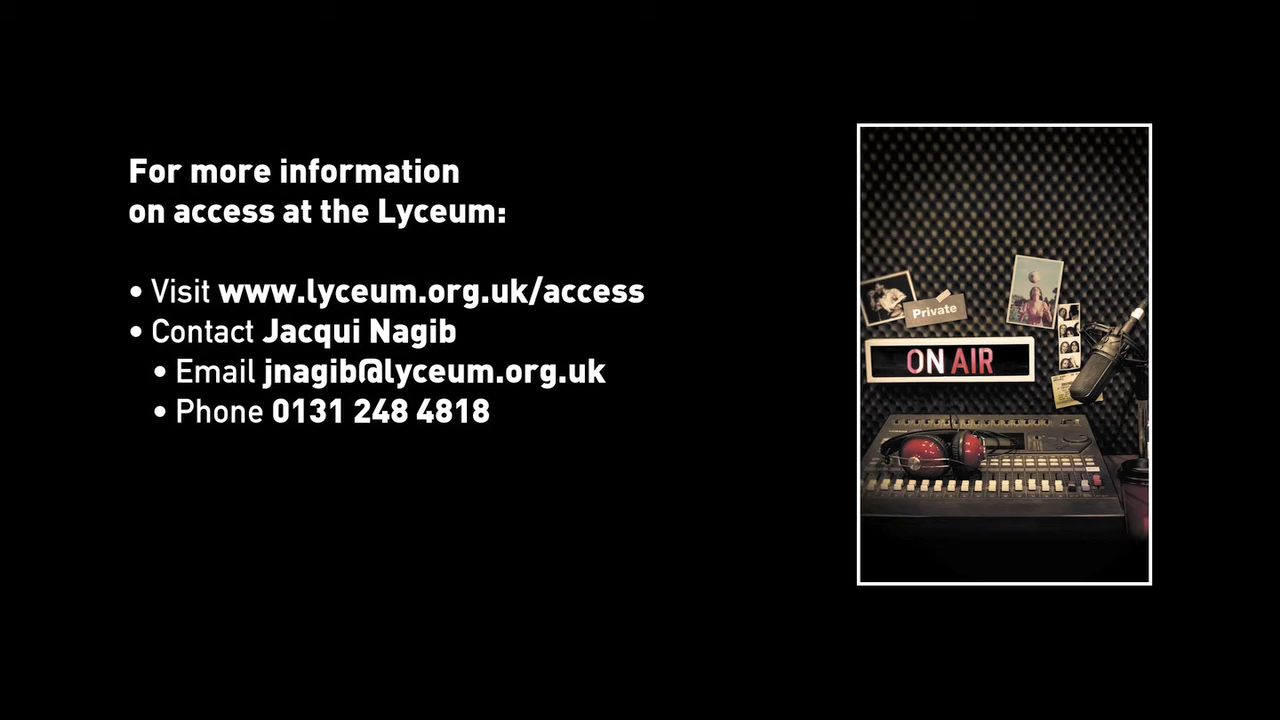 For more information
on access at the Lyceum:
• Visit www.lyceum.org.uk/access
• Contact Jacqui Nagib
• Email jnagib@lyceum.org.uk
• Phone 0131 248 4818
Private
ON AIR